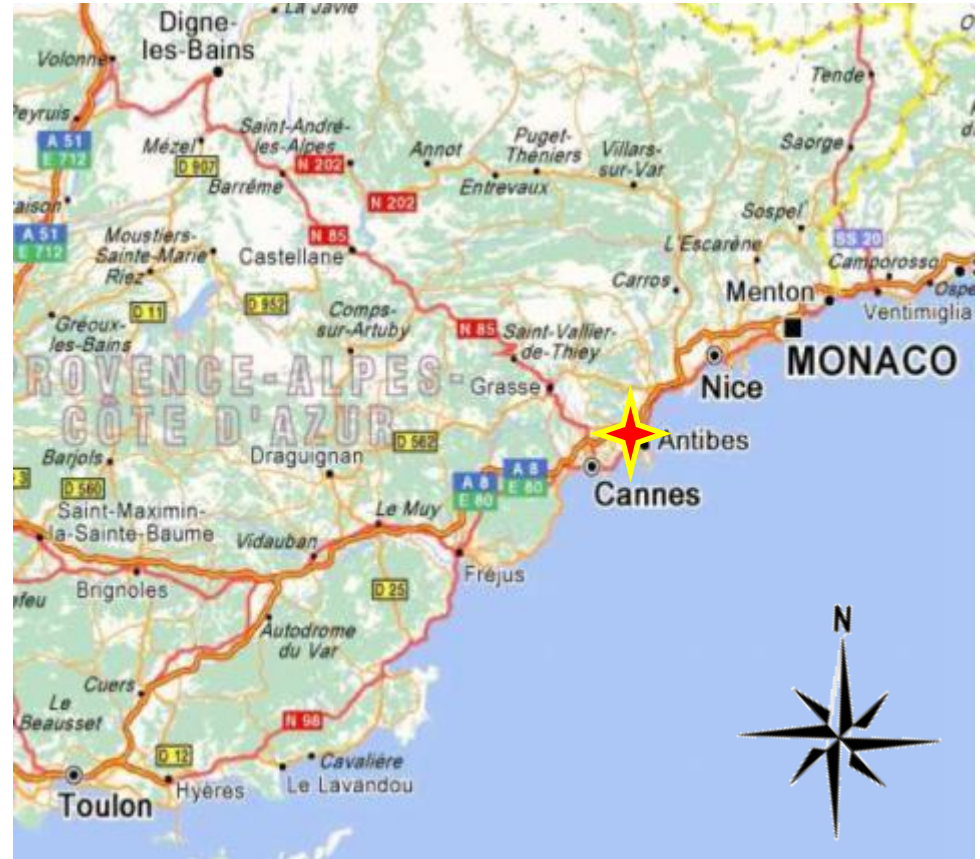 La Javie
Digne-
les-Bains
Volonne
Tende
Peyruis
A 51
E 712
Mézel
D 907
Saint-André-
les-Alpes
N 202
Annot
Puget-
Théniers
Villars-
sur-Var
Saorge
Barrême
Entrevaux
N 202
A 51
E 712
Moustiers-
Sainte-Marie
Riez
N 85
Castellane
Sospel
L'Escarène
SS 20
Camporosso
Carros
Menton
Ventimiglia
D 952
D 11
Gréoux-
les-Bains
Comps-
sur-Artuby
N 85
Saint-Vallier-
de-Thiey
MONACO
Nice
PROVENCE-ALPES-
CÔTE D'AZUR
Grasse
D 562
Antibes
Barjols
Draguignan
D 560
A 8
E 80
A 8
E 80
Cannes
Saint-Maximin-
la-Sainte-Baume
Le Muy
Vidauban
Brignoles
Fréjus
D 25
Autodrome
du Var
N
Cuers
Le
Beausset
N 98
D 12
Cavalière
Hyères
Le Lavandou
Toulon